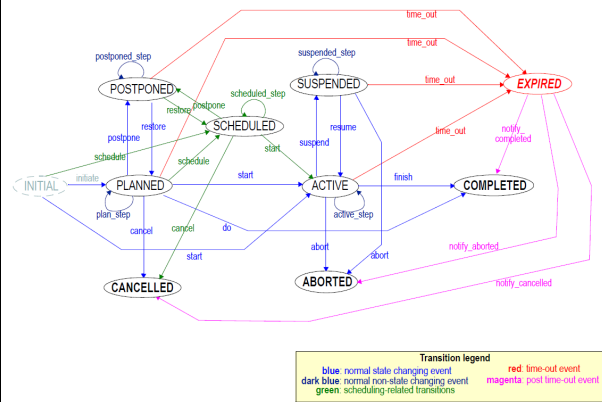 time_out
time_out
postponed_step
suspended_step
POSTPONED
scheduled_step
SUSPENDED
time_out
EXPIRED
postpone
restore
SCHEDULED
postpone
restore
suspend
resume
time_out
notify_
completed
schedule
schedule
start
INITIAL
initiate
PLANNED
start
ACTIVE
finish
COMPLETED
plan_step
active_step
cancel
cancel
do
start
abort
abort
notify_aborted
CANCELLED
ABORTED
notify_cancelled
Transition legend
blue: normal state changing event
red: time-out event
dark blue: normal non-state changing event
magenta: post time-out event
green: scheduling-related transitions